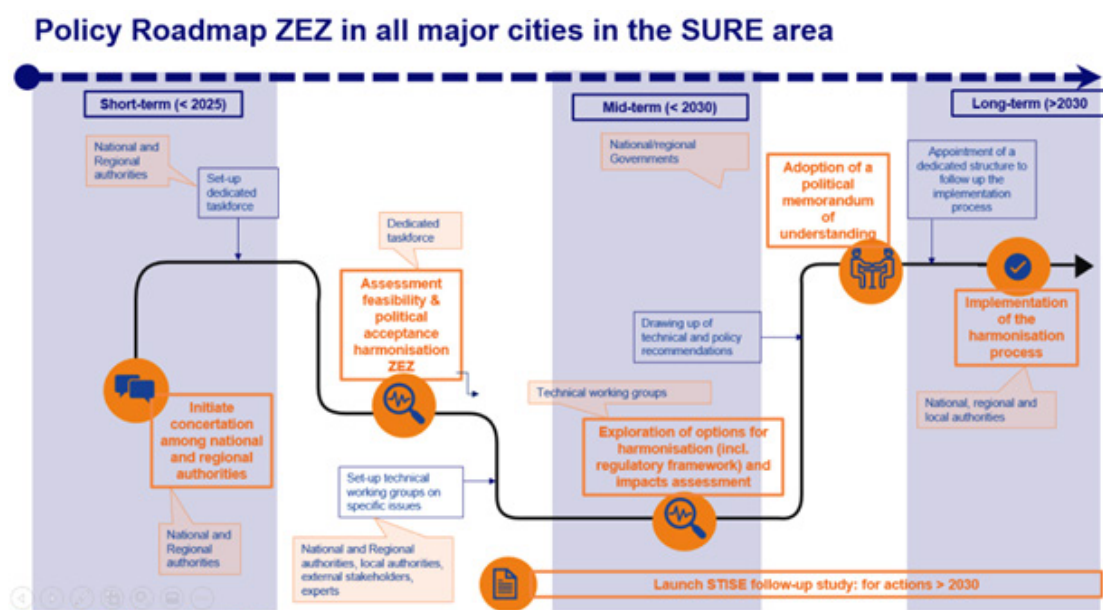 Policy Roadmap ZEZ in all major cities in the SURE area
Short-term (< 2025)
Mid-term (< 2030)
Long-term (>2030
National and
Regional
authorities
Set-up
dedicated
taskforce
Dedicated
taskforce
Assessment
feasibility &
political
acceptance
harmonisation
ZEZ
Initiate
concertation
among national
and regional
authorities
National and
Regional
authorities
Set-up technical
working groups on
specific issues
National and Regional
authorities, local authorities,
external stakeholders,
experts
National/regional
Governments
Adoption of a
political
memorandum
of
understanding
Drawing up of
technical and policy
recommendations
Technical working groups
Exploration of options for
harmonisation (incl.
regulatory framework) and
impacts assessment
Appointment of a
dedicated structure to
follow up the
implementation
process
Implementation
of the
harmonisation
process
National, regional and
local authorities
Launch STISE follow-up study: for actions > 2030